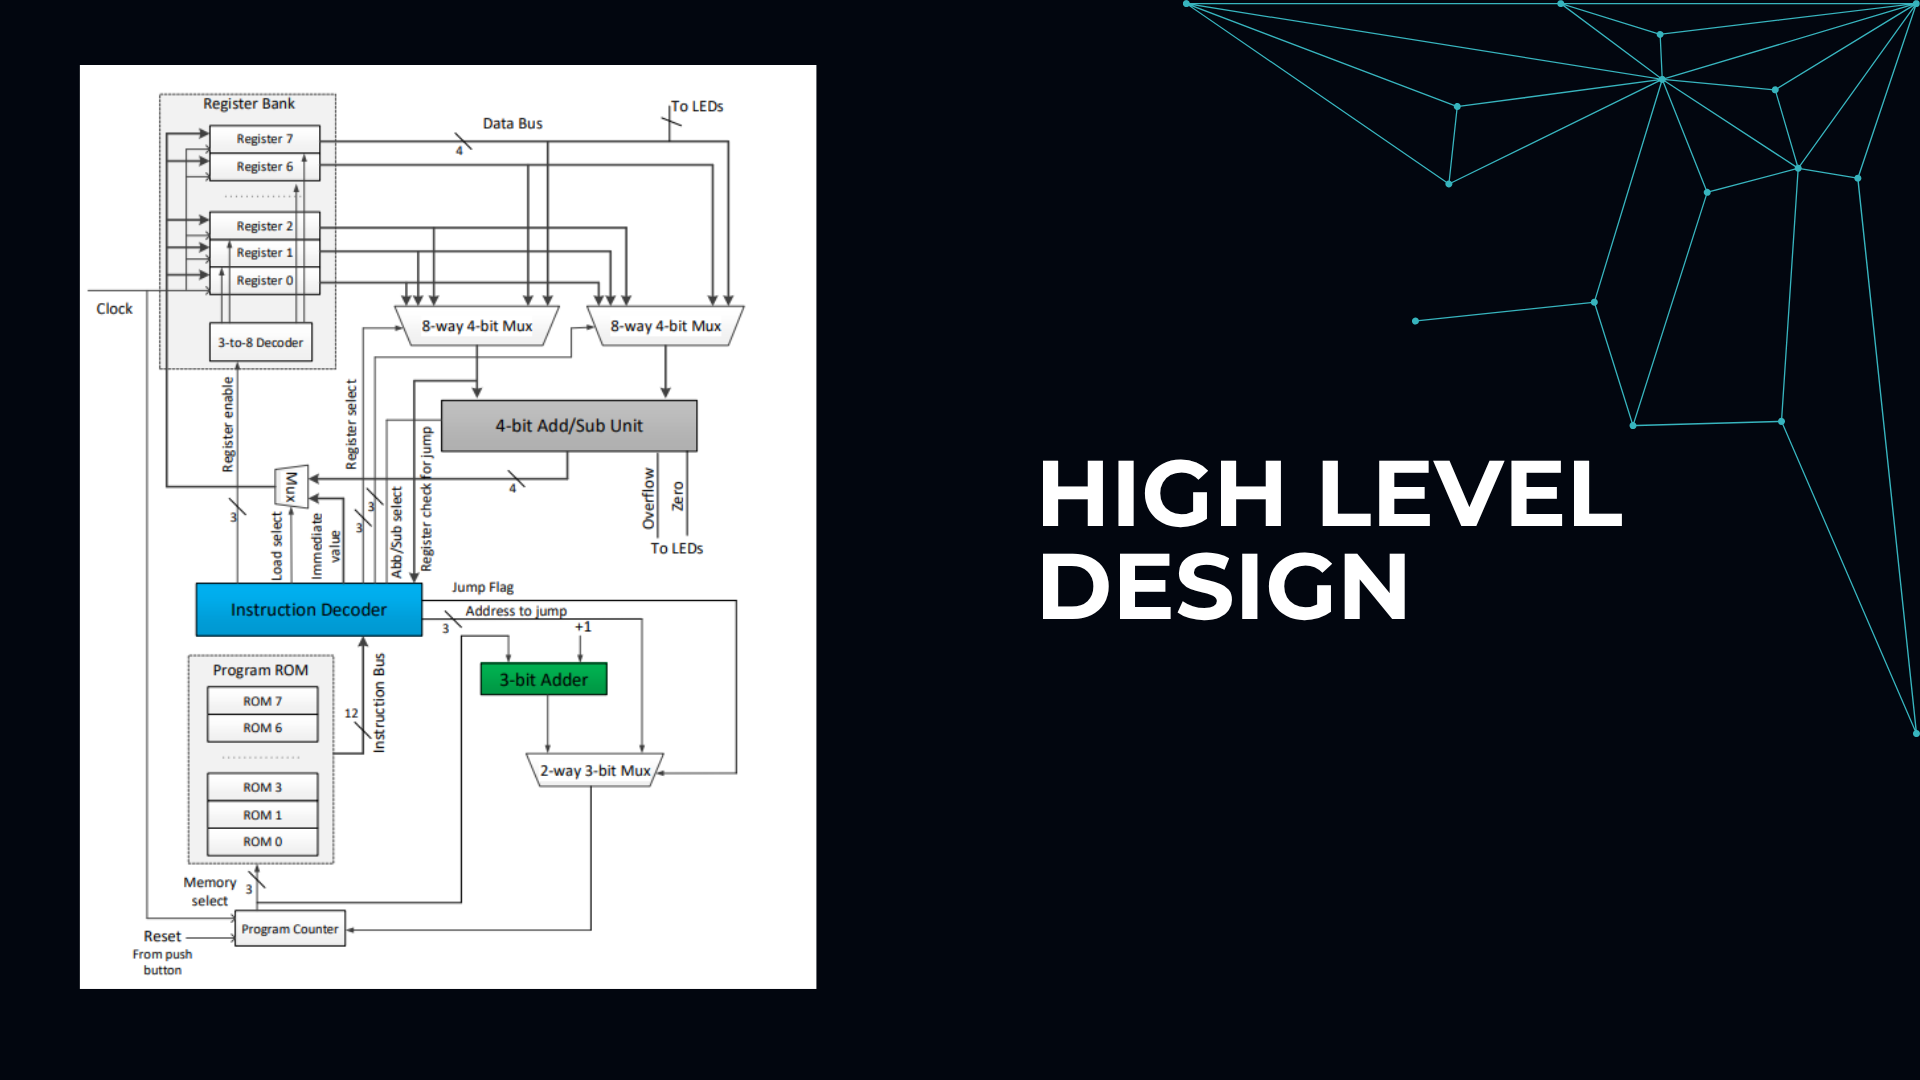 Register Bank
Register 7
Register 6
Register 2
Register 1
Register 0
3-to-8 Decoder
Clock
Data Bus
4
To LEDs
8-way 4-bit Mux
8-way 4-bit Mux
4-bit Add/Sub Unit
Register enable
3
Mux
Load select
Immediate
value
Register select
3
3
Abb/Sub select
Register check for jump
4
Overflow
Zero
To LEDs
Instruction Decoder
Jump Flag
Address to jump
3
+1
3-bit Adder
2-way 3-bit Mux
Program ROM
ROM 7
ROM 6
ROM 3
ROM 1
ROM 0
12
Instruction Bus
Memory
select
3
Program Counter
Reset
From push
button
HIGH LEVEL
DESIGN